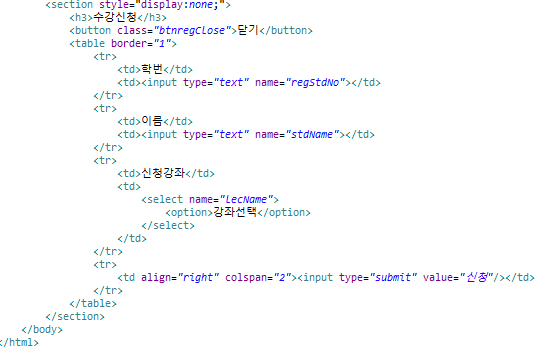 <section style="display:none;">
<h3>수강신청</h3>
<button class="btnregClose">닫기</button>
<table border="1">
<tr>
<td>학번</td>
<td><input type="text" name="regStdNo"></td>
</tr>
<tr>
<td>이름</td>
<td><input type="text" name="stdName"></td>
</tr>
<tr>
<td>신청강좌</td>
<td>
<select name="lecName">
<option>강좌선택</option>
</select>
</td>
</tr>
<tr>
<td align="right" colspan="2"><input type="submit" value="신청"/></td>
</tr>
</table>
</section>
</body>
</html>